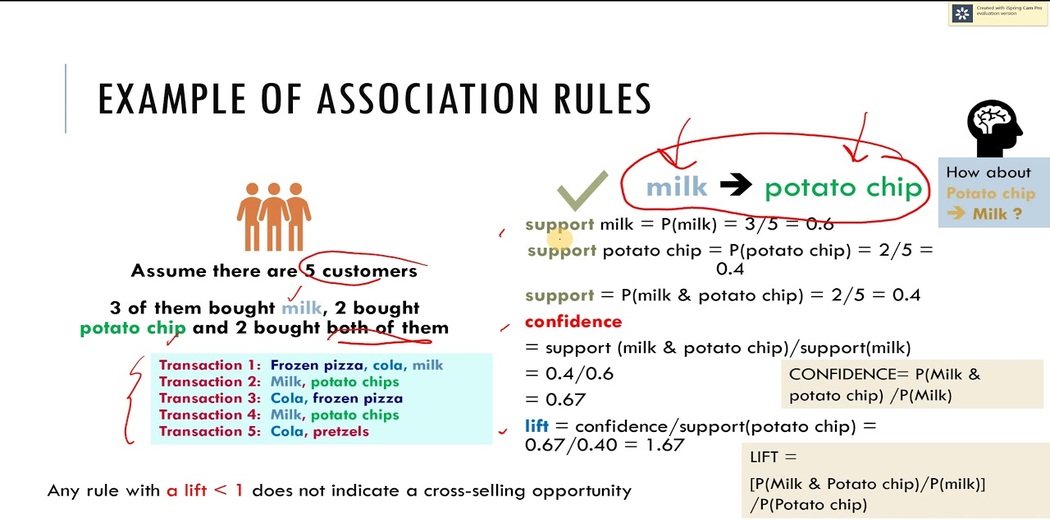 Created with iSpring Cam Pro
evaluation version
EXAMPLE OF ASSOCIATION RULES
How about
Potato chip
➔ Milk ?
milk ➔ potato chip
support milk = P(milk) = 3/5 = 0.6
support potato chip = P(potato chip) = 2/5 =
0.4
support = P(milk & potato chip) = 2/5 = 0.4
confidence
= support (milk & potato chip)/support(milk)
= 0.4/0.6
= 0.67
lift = confidence/support(potato chip) =
0.67/0.40 = 1.67
CONFIDENCE= P(Milk &
potato chip) /P(Milk)
LIFT =
[P(Milk & Potato chip)/P(milk)]
/P(Potato chip)
Assume there are 5 customers
3 of them bought milk, 2 bought
potato chip and 2 bought both of them
Transaction 1: Frozen pizza, cola, milk
Transaction 2: Milk, potato chips
Transaction 3: Cola, frozen pizza
Transaction 4: Milk, potato chips
Transaction 5: Cola, pretzels
Any rule with a lift < 1 does not indicate a cross-selling opportunity